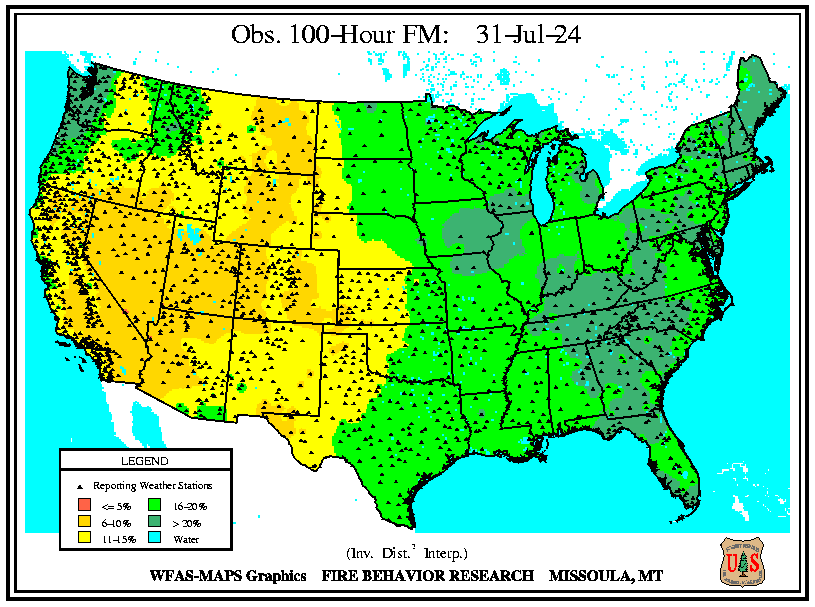 Obs. 100-Hour FM: 31-Jul-24
LEGEND
Reporting Weather Stations
<= 5%
16-20%
6-10%
> 20%
11-15%
Water
(Inv. Dist.² Interp.)
WFAS-MAPS Graphics FIRE BEHAVIOR RESEARCH MISSOULA, MT
U S